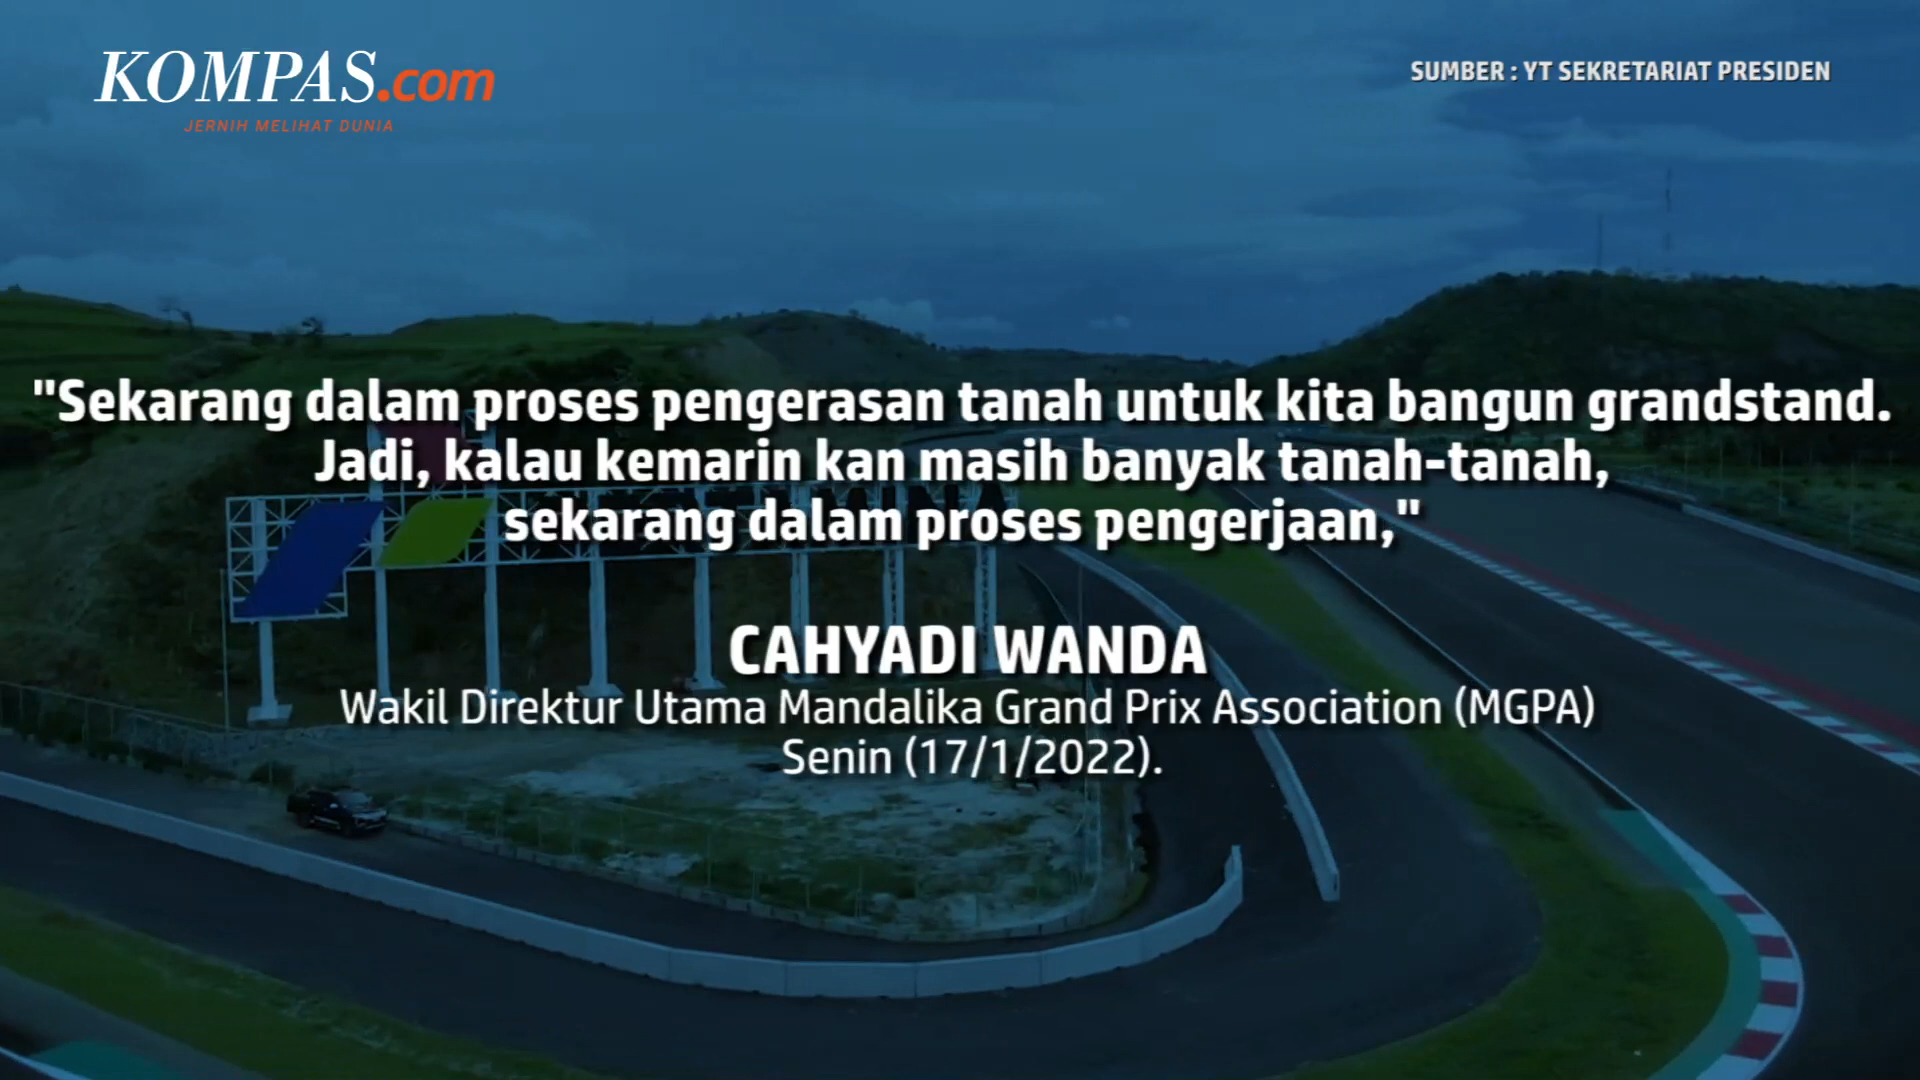 KOMPAS.com
JERNIH MELIHAT DUNIA
SUMBER : YT SEKRETARIAT PRESIDEN
"Sekarang dalam proses pengerasan tanah untuk kita bangun grandstand.
Jadi, kalau kemarin kan masih banyak tanah-tanah,
sekarang dalam proses pengerjaan,"
CAHYADI WANDA
Wakil Direktur Utama Mandalika Grand Prix Association (MGPA)
Senin (17/1/2022).